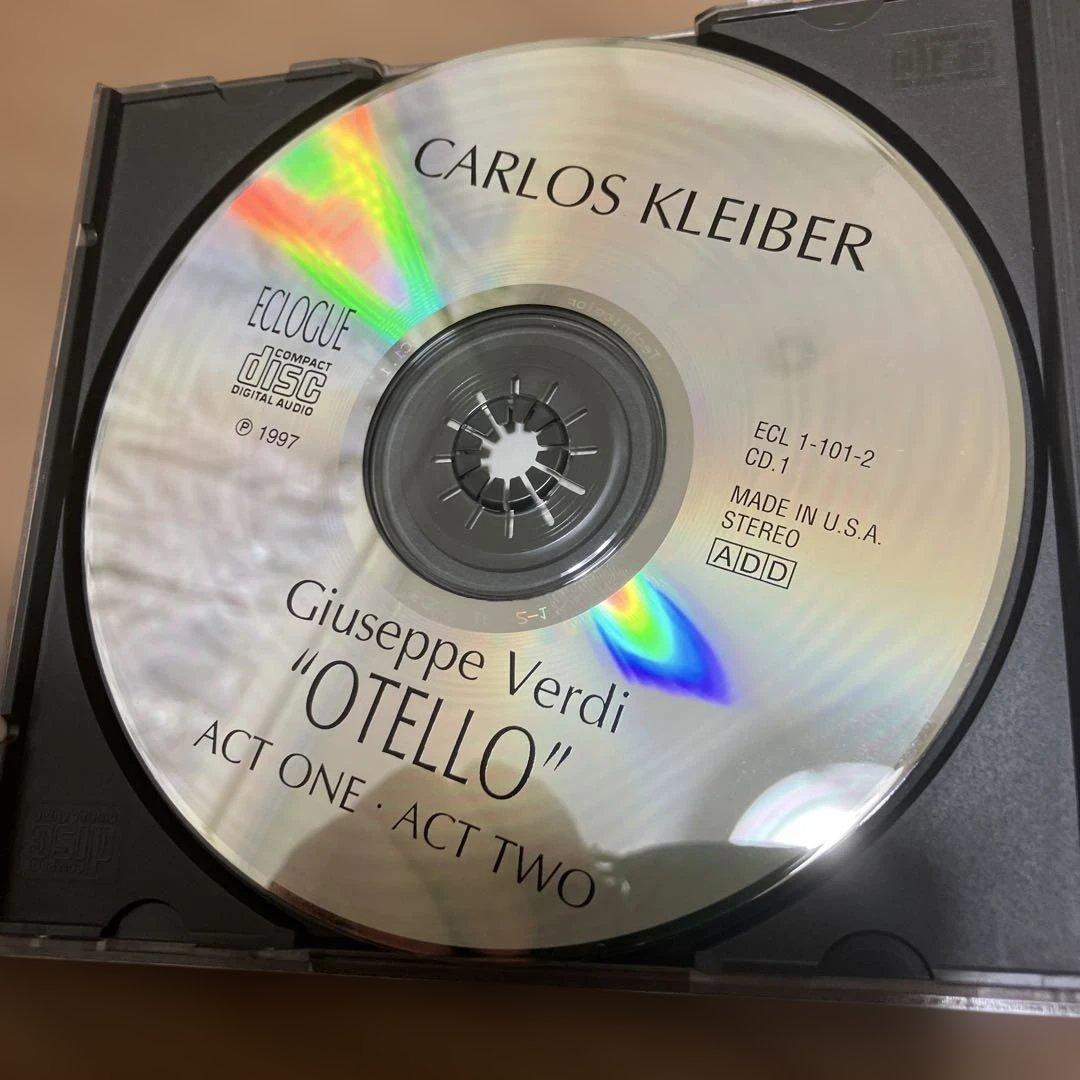 CARLOS KLEIBER
ECLOGUE
COMPACT
disc
DIGITAL AUDIO
℗ 1997
ECL 1-101-2
CD.1
MADE IN U.S.A.
STEREO
ADD
Giuseppe Verdi
"OTELLO"
ACT ONE · ACT TWO